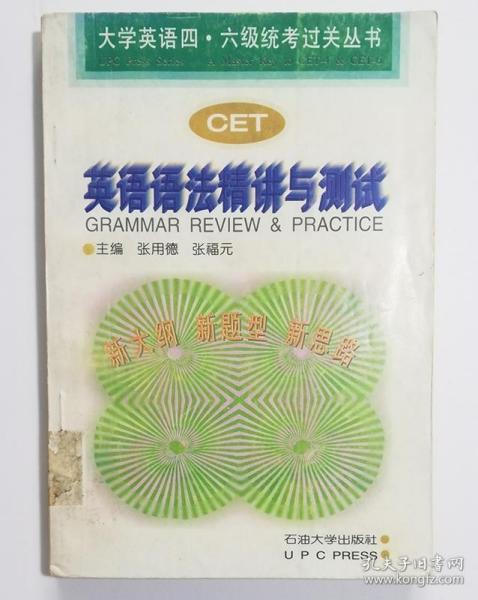 大学英语四·六级统考过关丛书
UPC Press Series A Master Key to CET-4 & CET-6
CET
英语语法精讲与测试
GRAMMAR REVIEW & PRACTICE
主编 张用德 张福元
新大纲 新题型 新思路
石油大学出版社
UPC PRESS
孔夫子旧书网
www.kongfz.com